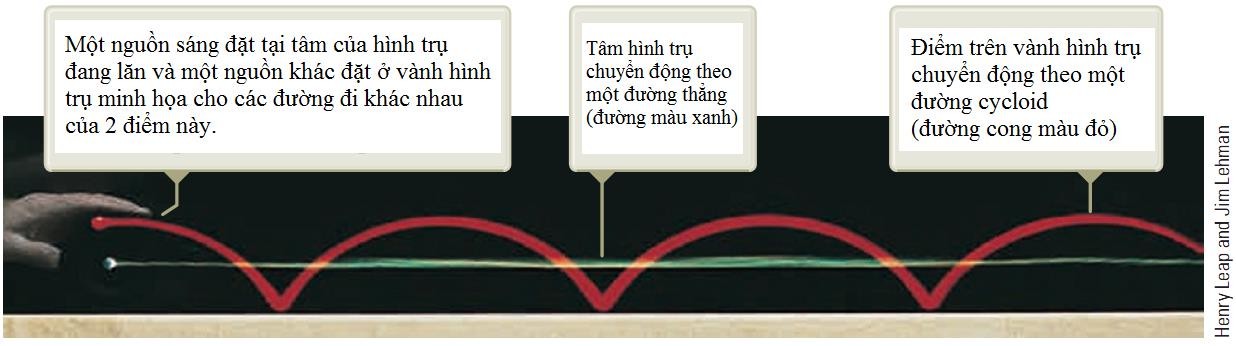 Một nguồn sáng đặt tại tâm của hình trụ
đang lăn và một nguồn khác đặt ở vành hình
trụ minh họa cho các đường đi khác nhau
của 2 điểm này.
Tâm hình trụ
chuyển động theo
một đường thẳng
(đường màu xanh)
Điểm trên vành hình trụ
chuyển động theo một
đường cycloid
(đường cong màu đỏ)
Henry Leap and Jim Lehman